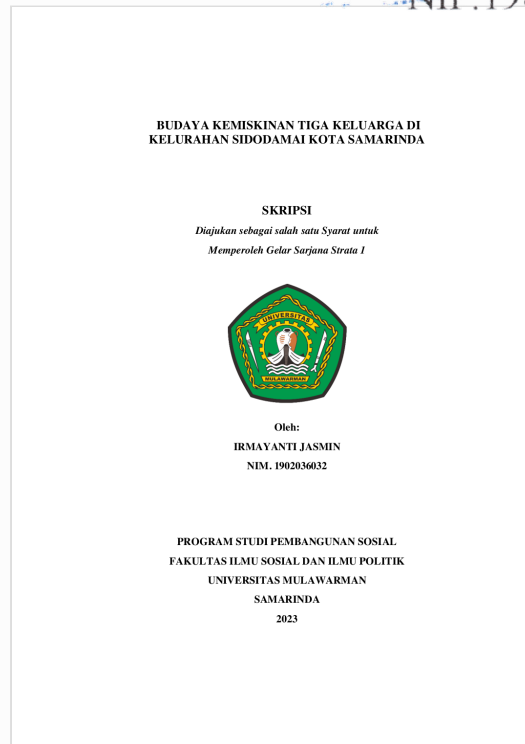 BUDAYA KEMISKINAN TIGA KELUARGA DI
KELURAHAN SIDODAMAI KOTA SAMARINDA
SKRIPSI
Diajukan sebagai salah satu Syarat untuk
Memperoleh Gelar Sarjana Strata 1
UNIVERSITAS
MULAWARMAN
Oleh:
IRMAYANTI JASMIN
NIM. 1902036032
PROGRAM STUDI PEMBANGUNAN SOSIAL
FAKULTAS ILMU SOSIAL DAN ILMU POLITIK
UNIVERSITAS MULAWARMAN
SAMARINDA
2023